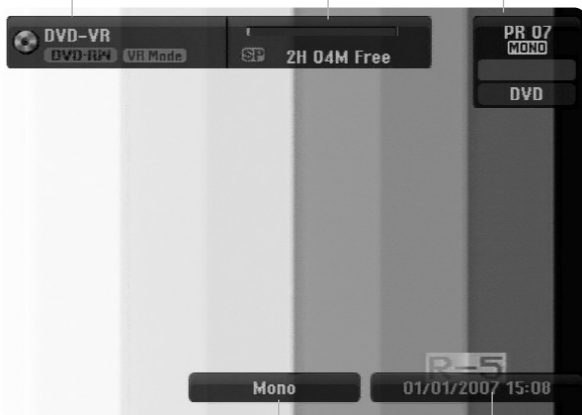 DVD-VR
DVD-RW VR Mode
SP 2H 04M Free
PR 07
MONO
DVD
R-5
Mono
01/01/2007 15:08